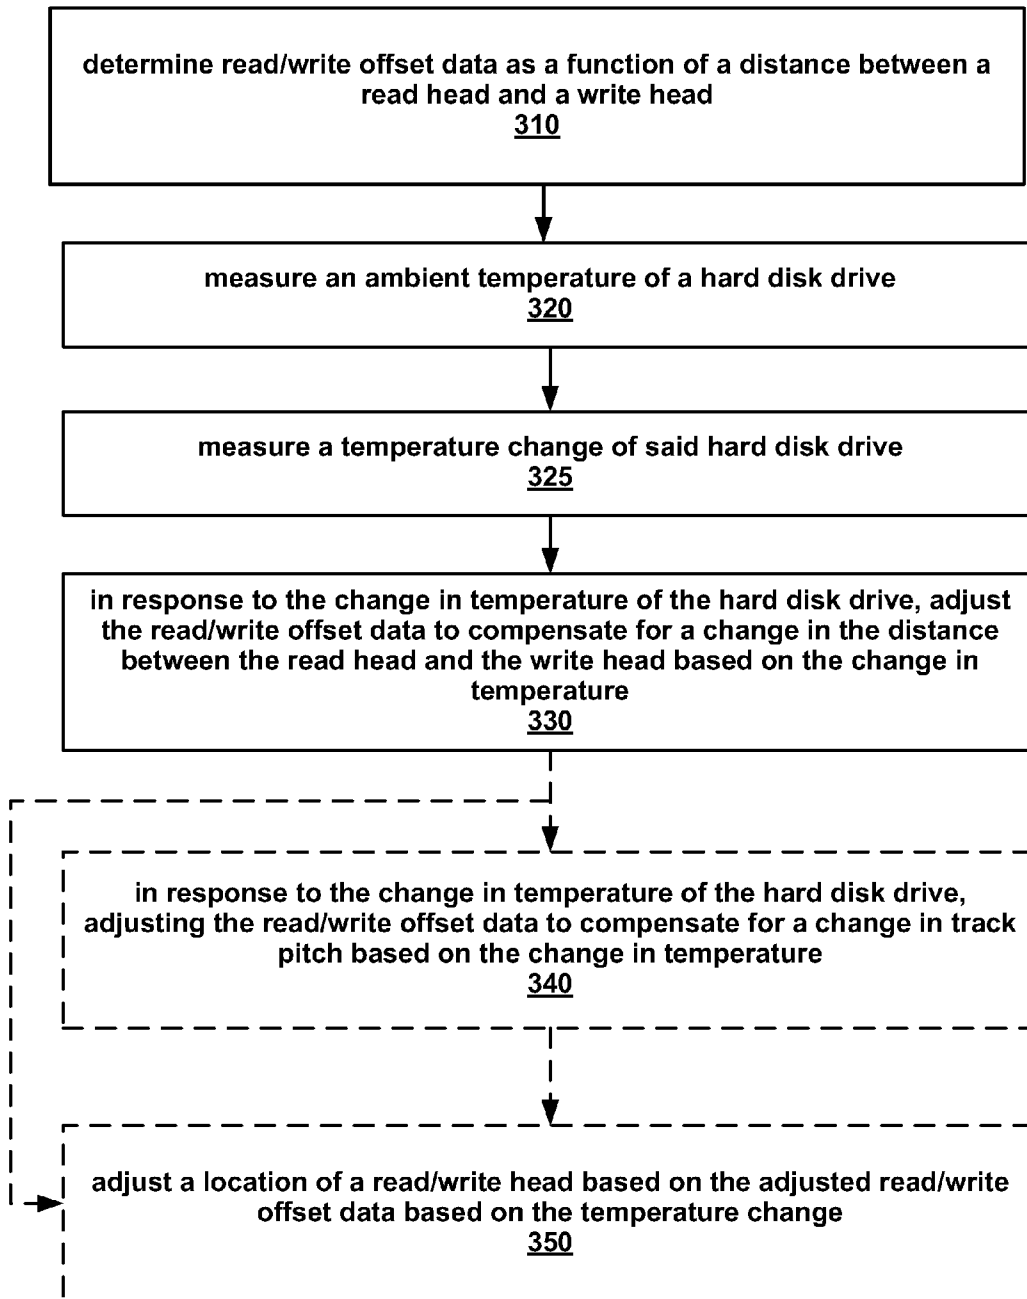 determine read/write offset data as a function of a distance between a
read head and a write head
310
measure an ambient temperature of a hard disk drive
320
measure a temperature change of said hard disk drive
325
in response to the change in temperature of the hard disk drive, adjust
the read/write offset data to compensate for a change in the distance
between the read head and the write head based on the change in
temperature
330
in response to the change in temperature of the hard disk drive,
adjusting the read/write offset data to compensate for a change in track
pitch based on the change in temperature
340
adjust a location of a read/write head based on the adjusted read/write
offset data based on the temperature change
350